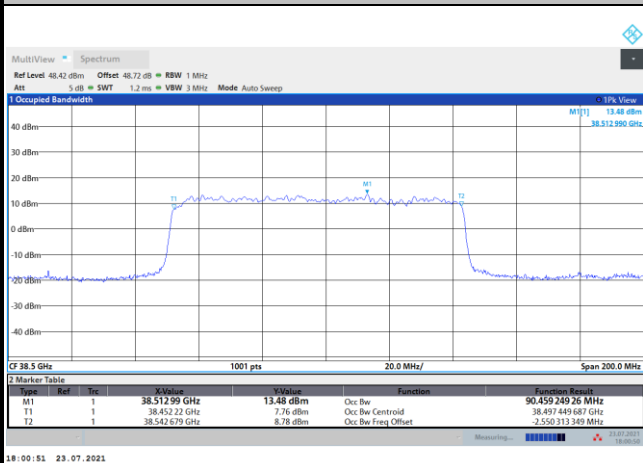 MultiView Spectrum
Ref Level 48.42 dBm Offset 48.72 dB RBW 1 MHz
Att 5 dB SWT 1.2 ms VBW 3 MHz Mode Auto Sweep
1 Occupied Bandwidth 1Pk View
M1[1] 13.48 dBm
38.512 990 GHz
40 dBm
30 dBm
20 dBm
M1
T1
T2
10 dBm
0 dBm
-10 dBm
-20 dBm
-30 dBm
-40 dBm
CF 38.5 GHz 1001 pts 20.0 MHz/ Span 200.0 MHz
2 Marker Table
Type Ref Trc X-Value Y-Value Function Function Result
M1 1 38.512 99 GHz 13.48 dBm Occ Bw 90.459 249 26 MHz
T1 1 38.452 22 GHz 7.76 dBm Occ Bw Centroid 38.497 449 687 GHz
T2 1 38.542 679 GHz 8.78 dBm Occ Bw Freq Offset -2.550 313 349 MHz
Measuring... 23.07.2021
18:00:50
18:00:51 23.07.2021